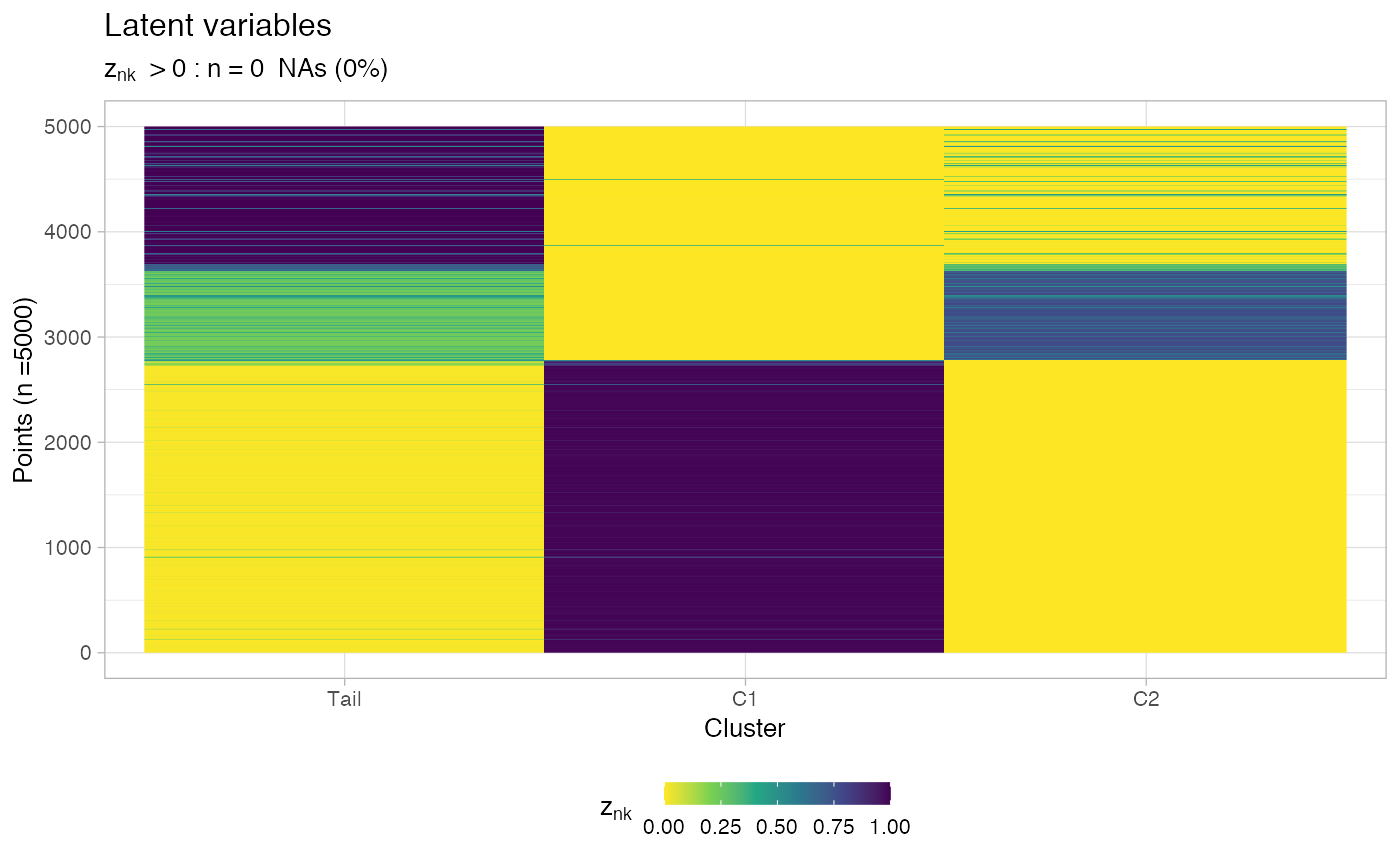 Latent variables
znk > 0 : n = 0 NAs (0%)
Points (n =5000)
5000
4000
3000
2000
1000
0
Tail C1 C2
Cluster
znk
0.00 0.25 0.50 0.75 1.00